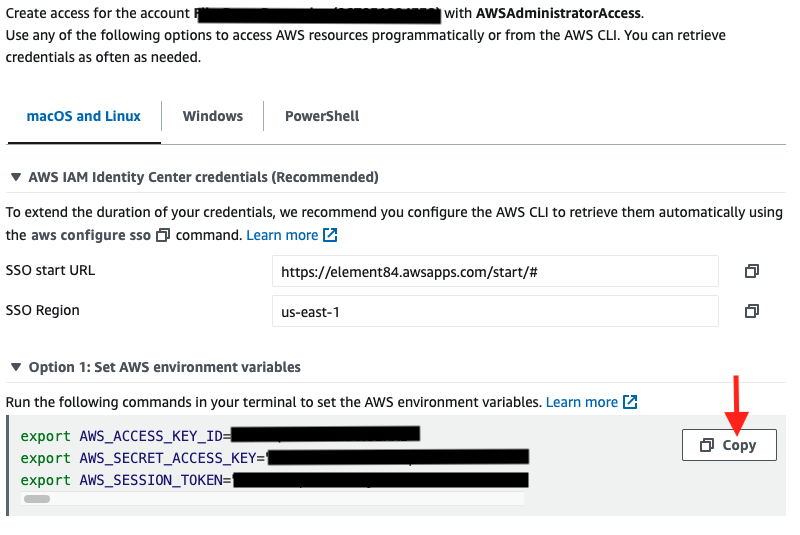 Create access for the account with AWSAdministratorAccess.
Use any of the following options to access AWS resources programmatically or from the AWS CLI. You can retrieve
credentials as often as needed.
macOS and Linux Windows PowerShell
AWS IAM Identity Center credentials (Recommended)
To extend the duration of your credentials, we recommend you configure the AWS CLI to retrieve them automatically using
the aws configure sso command. Learn more
SSO start URL https://element84.awsapps.com/start/#
SSO Region us-east-1
Option 1: Set AWS environment variables
Run the following commands in your terminal to set the AWS environment variables. Learn more
export AWS_ACCESS_KEY_ID=
Copy
export AWS_SECRET_ACCESS_KEY="
export AWS_SESSION_TOKEN="